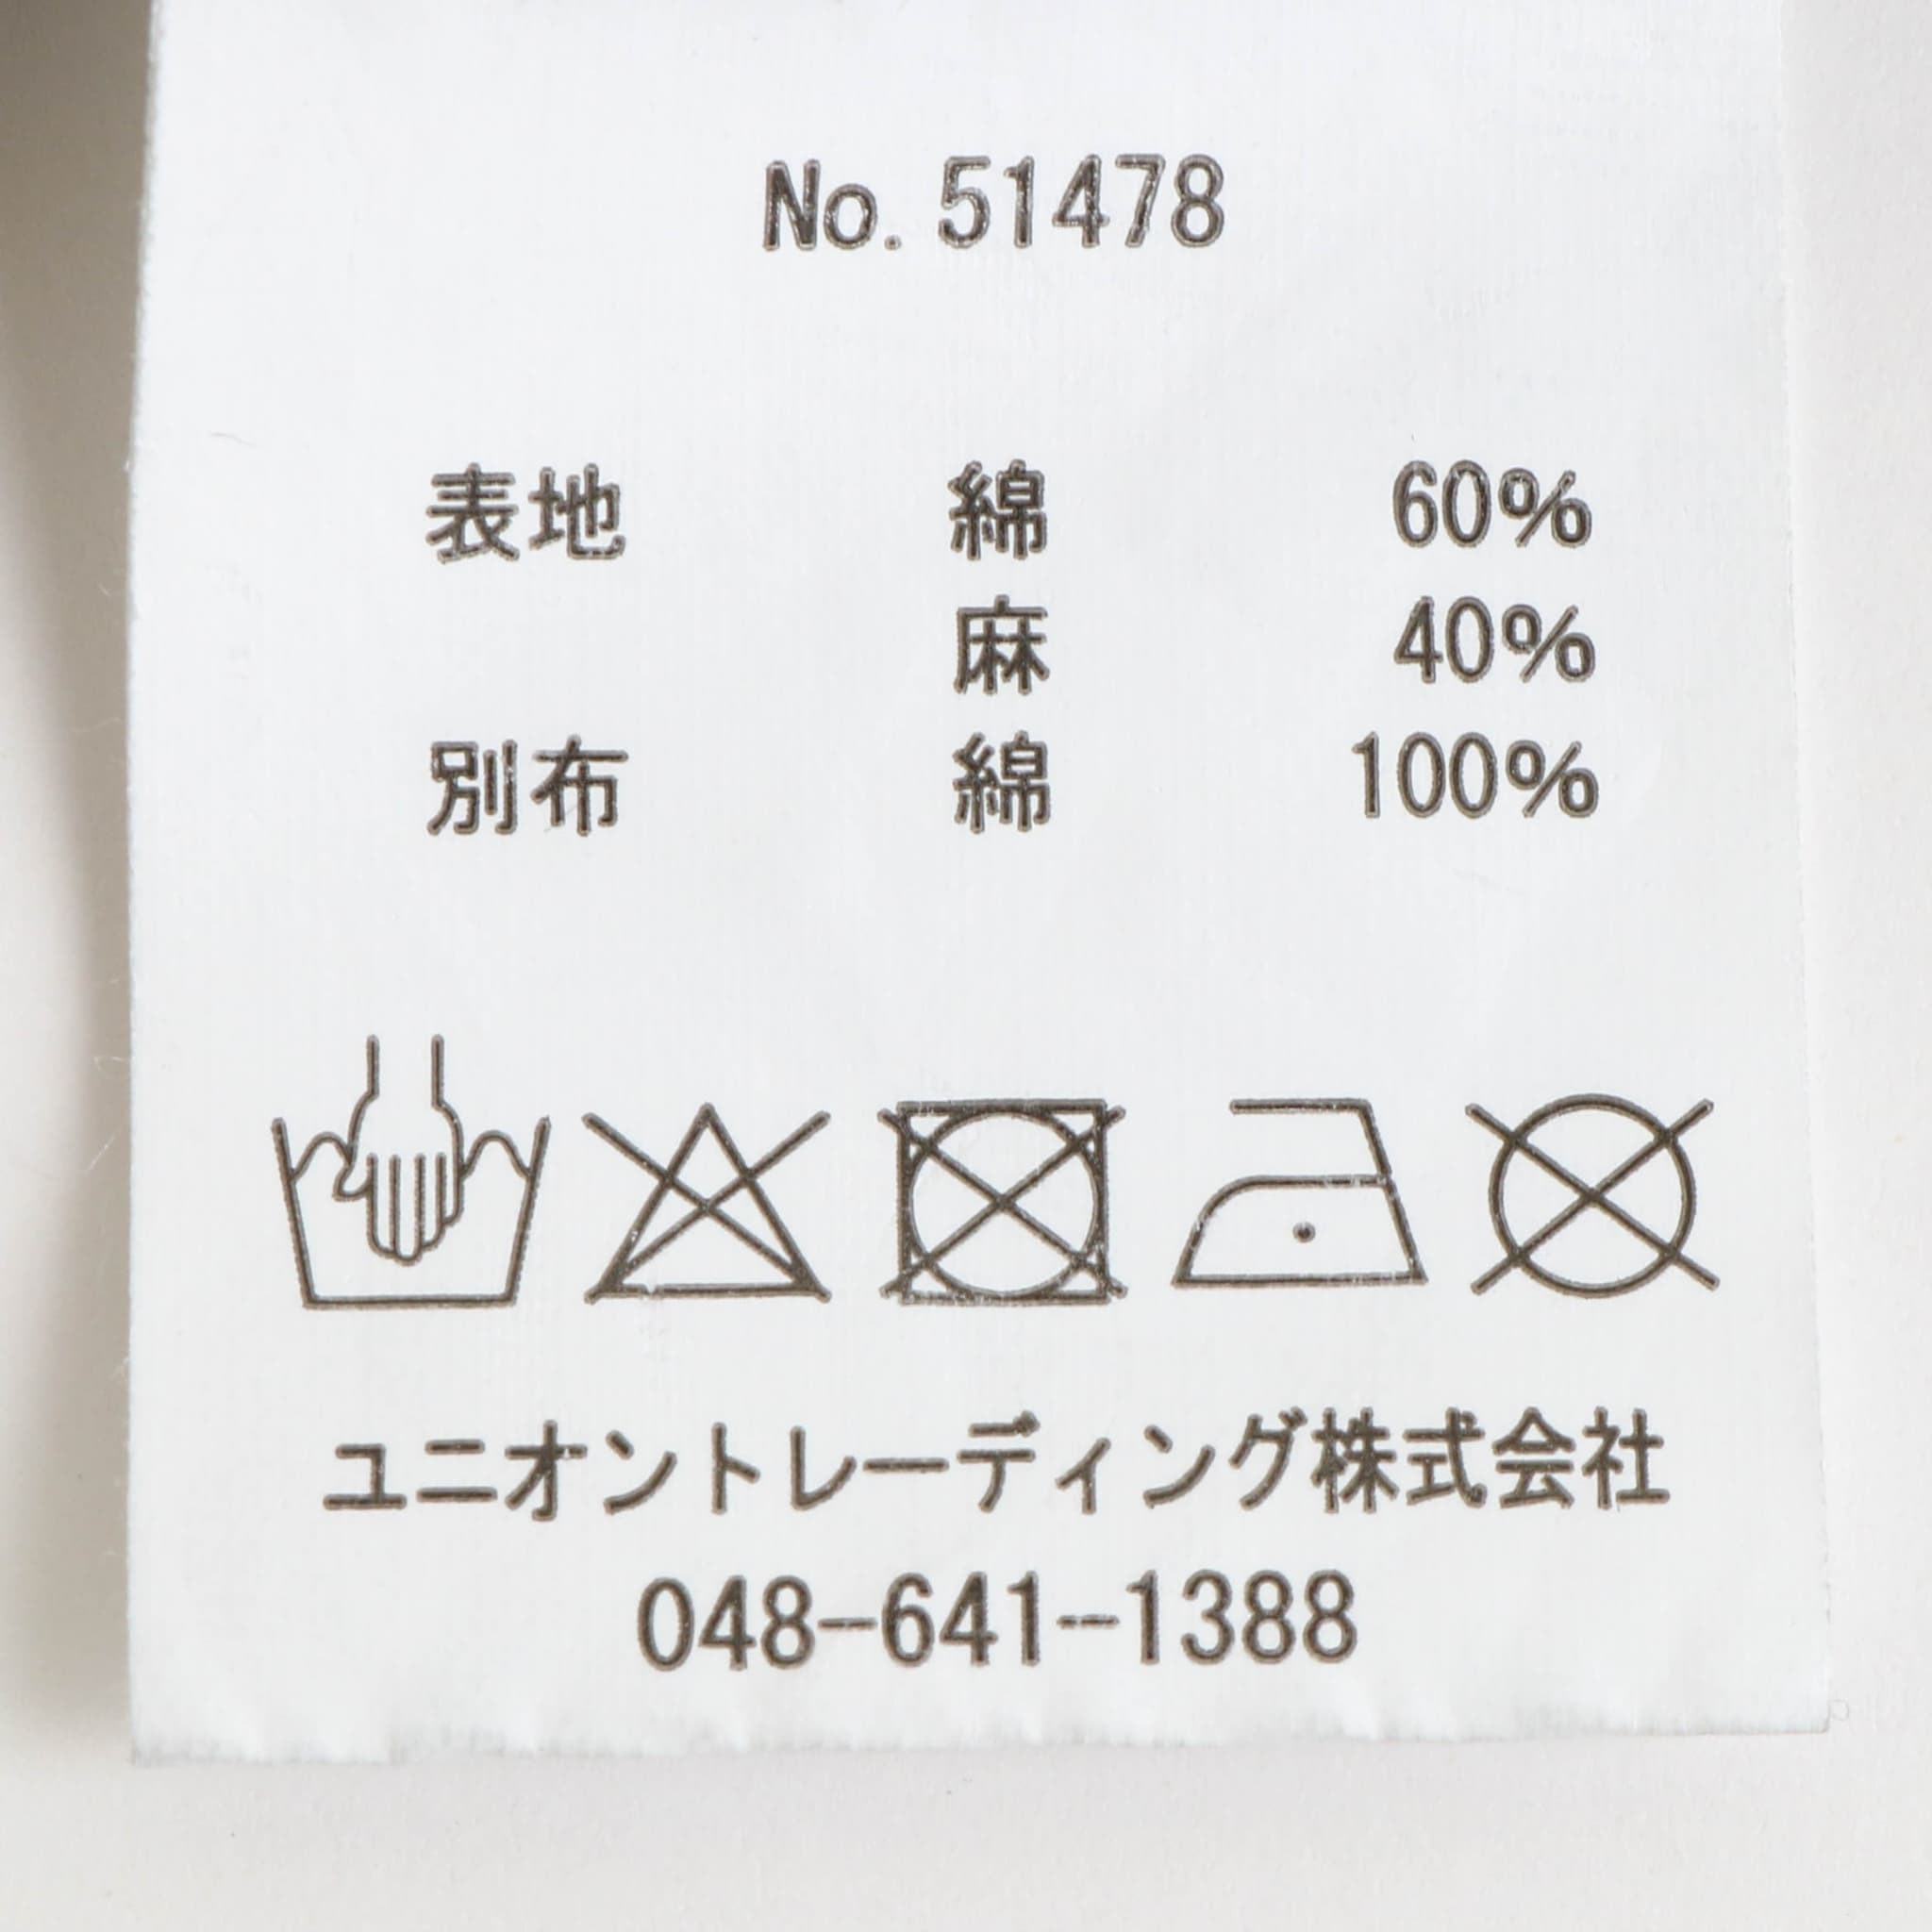 No. 51478
表地 綿 60%
麻 40%
別布 綿 100%
ユニオントレーディング株式会社
048-641-1388